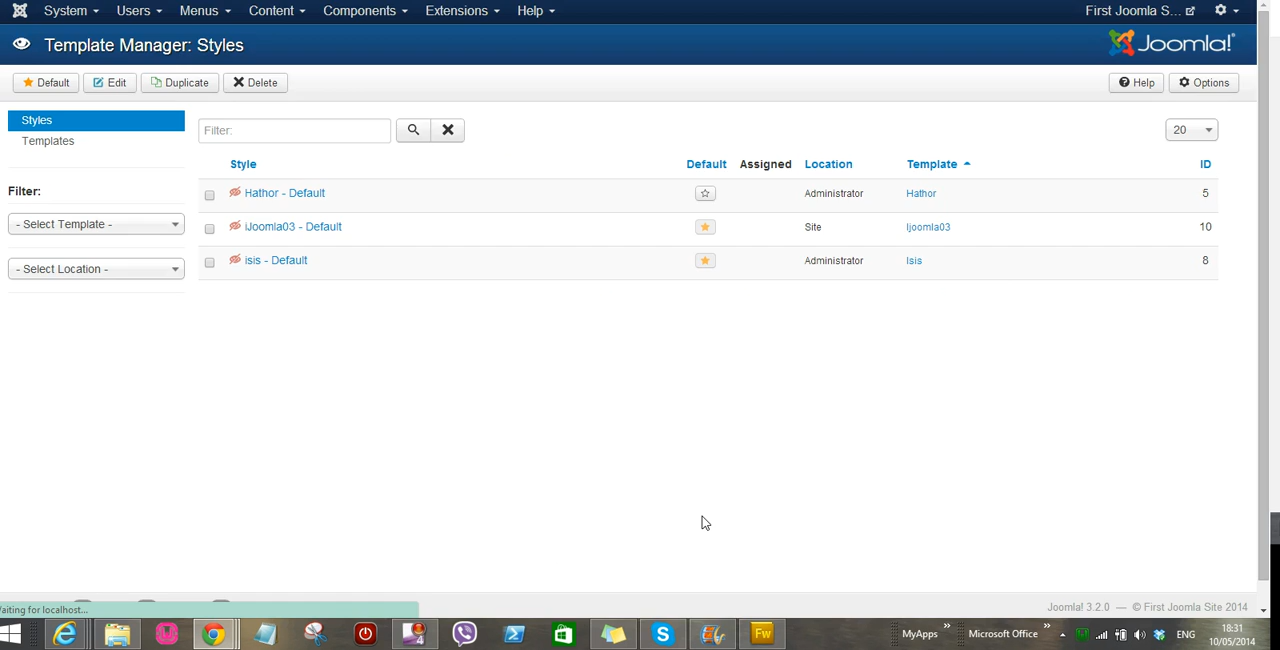 System Users Menus Content Components Extensions Help First Joomla S...
Template Manager: Styles Joomla!®
Default Edit Duplicate Delete Help Options
Styles
Templates
Filter:
- Select Template -
- Select Location -
Filter: 20
Style Default Assigned Location Template ID
Hathor - Default Administrator Hathor 5
iJoomla03 - Default Site Ijoomla03 10
isis - Default Administrator Isis 8
Joomla! 3.2.0 — © First Joomla Site 2014
aiting for localhost...
Fw MyApps » Microsoft Office » ENG 18:31
10/05/2014